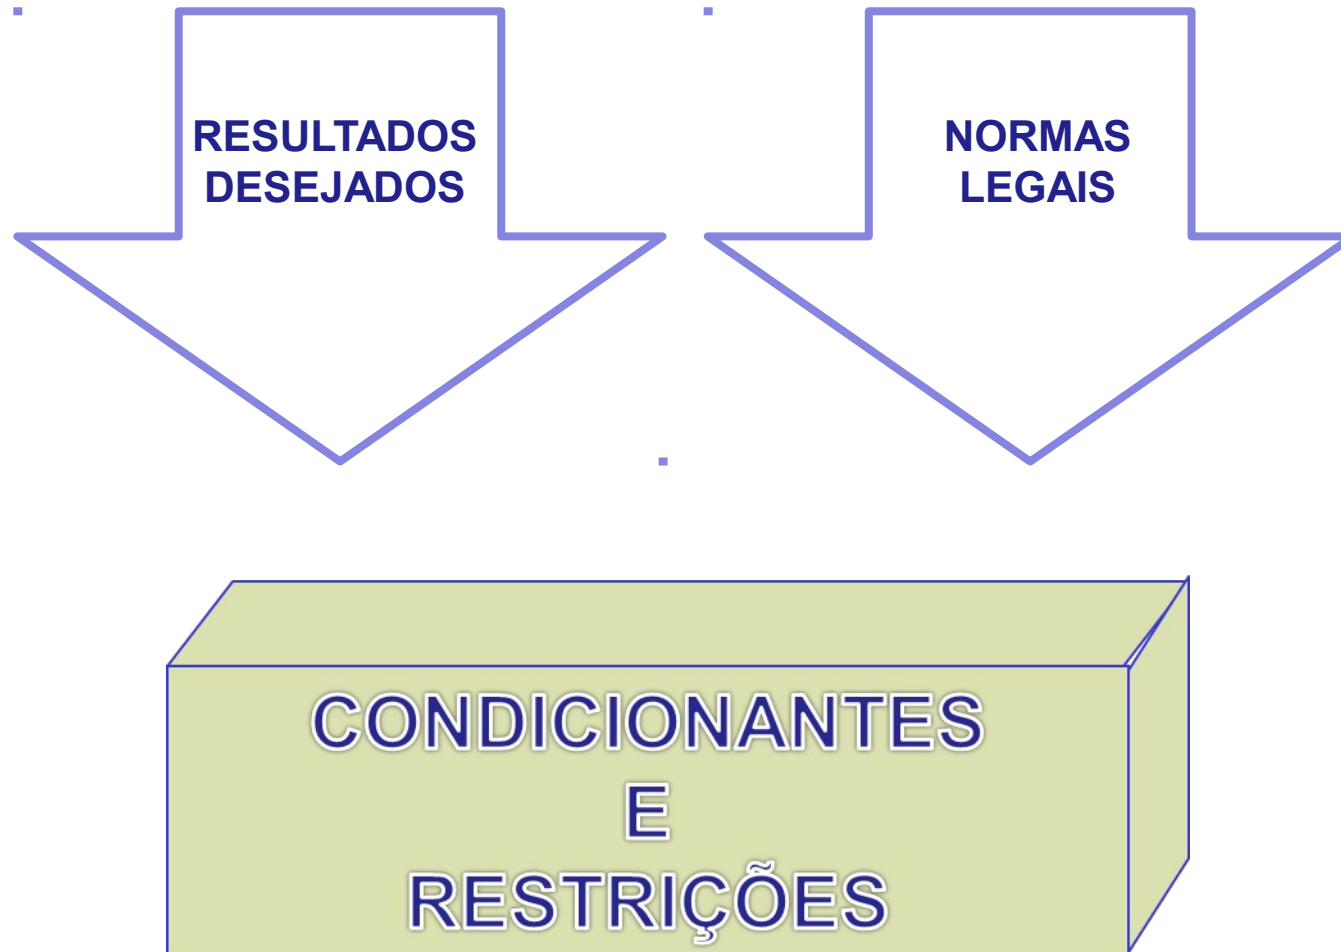 RESULTADOS
DESEJADOS
NORMAS
LEGAIS
CONDICIONANTES
E
RESTRIÇÕES